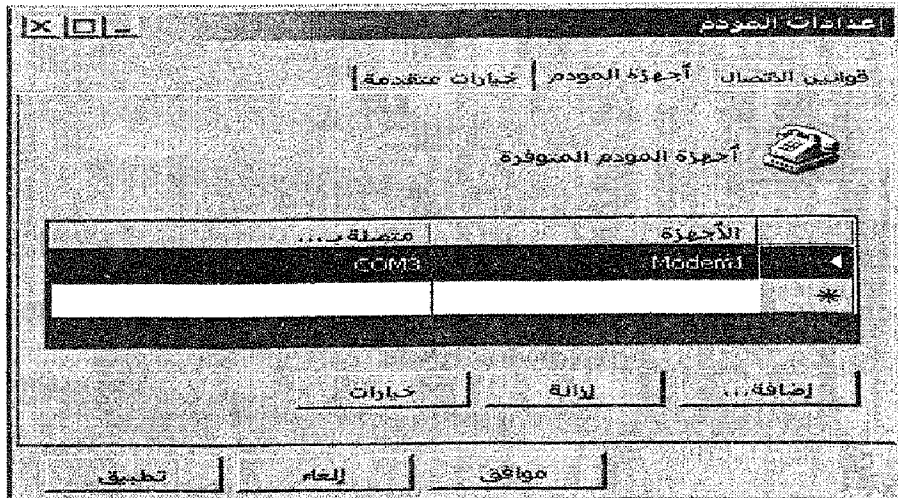 إعدادات المودم
قوانين الاتصال أجهزة المودم خيارات متقدمة
أجهزة المودم المتوفرة
الأجهزة متصلة ب...
Modem1 COM3
إضافة... إزالة خيارات
موافق إلغاء تطبيق